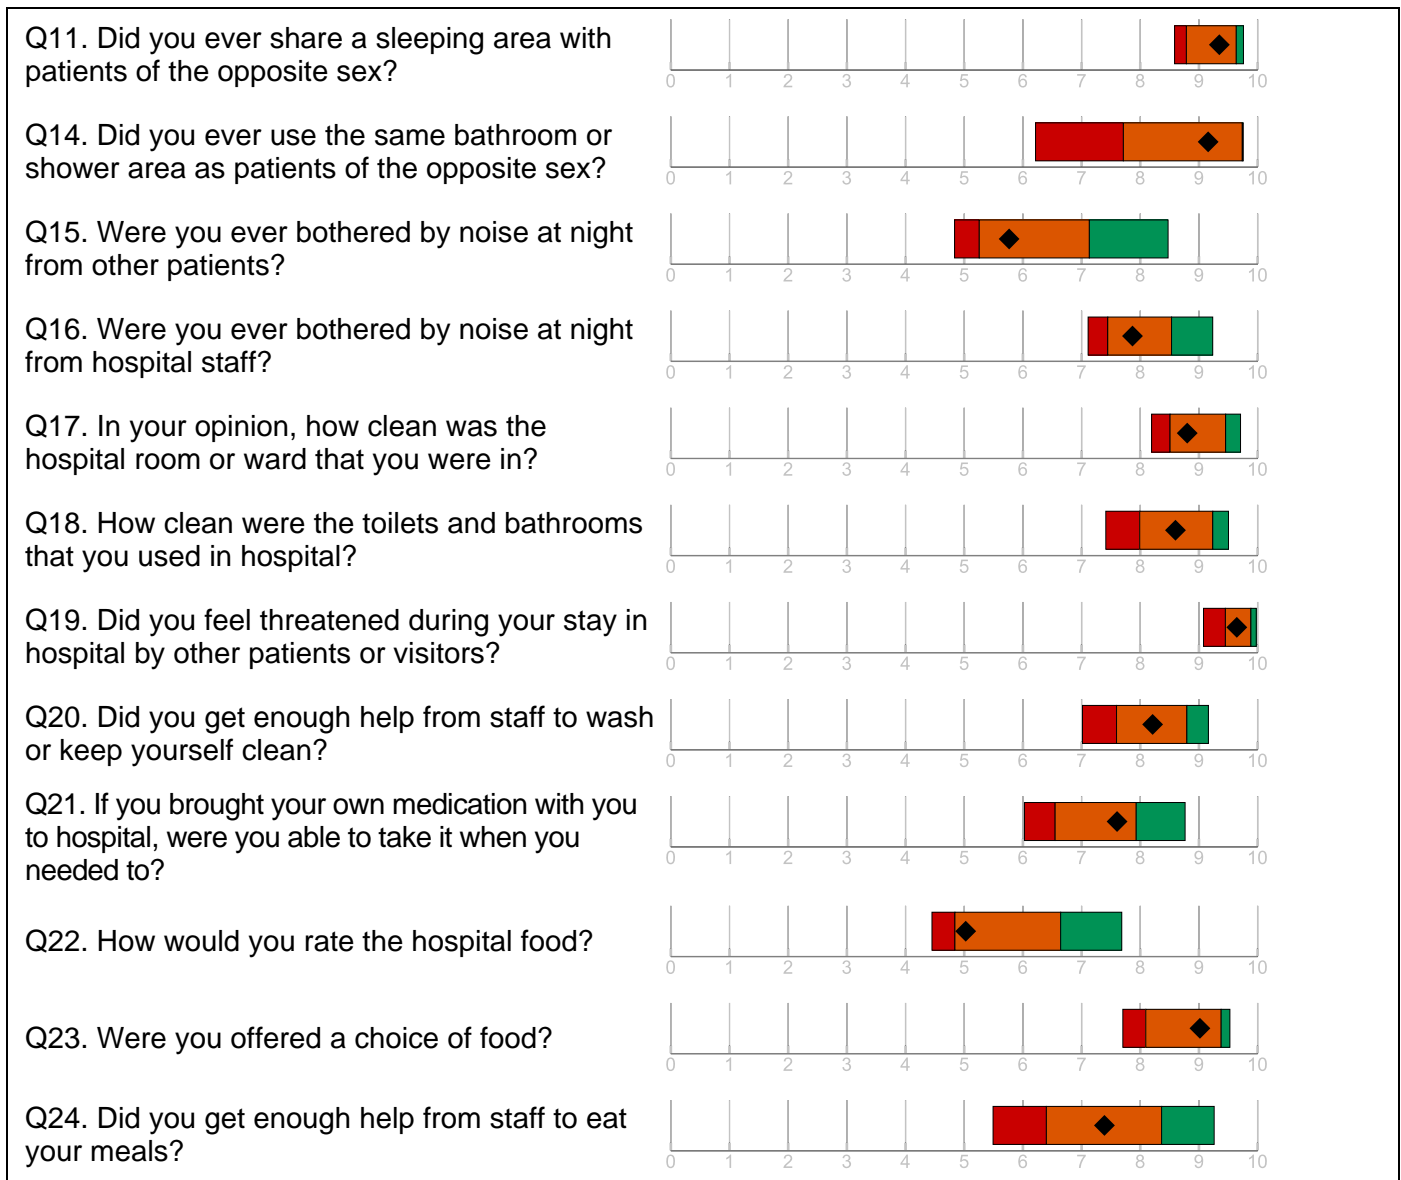 Q11. Did you ever share a sleeping area with
patients of the opposite sex?
0 1 2 3 4 5 6 7 8 9 10
Q14. Did you ever use the same bathroom or
shower area as patients of the opposite sex?
0 1 2 3 4 5 6 7 8 9 10
Q15. Were you ever bothered by noise at night
from other patients?
0 1 2 3 4 5 6 7 8 9 10
Q16. Were you ever bothered by noise at night
from hospital staff?
0 1 2 3 4 5 6 7 8 9 10
Q17. In your opinion, how clean was the
hospital room or ward that you were in?
0 1 2 3 4 5 6 7 8 9 10
Q18. How clean were the toilets and bathrooms
that you used in hospital?
0 1 2 3 4 5 6 7 8 9 10
Q19. Did you feel threatened during your stay in
hospital by other patients or visitors?
0 1 2 3 4 5 6 7 8 9 10
Q20. Did you get enough help from staff to wash
or keep yourself clean?
0 1 2 3 4 5 6 7 8 9 10
Q21. If you brought your own medication with you
to hospital, were you able to take it when you
needed to?
0 1 2 3 4 5 6 7 8 9 10
Q22. How would you rate the hospital food?
0 1 2 3 4 5 6 7 8 9 10
Q23. Were you offered a choice of food?
0 1 2 3 4 5 6 7 8 9 10
Q24. Did you get enough help from staff to eat
your meals?
0 1 2 3 4 5 6 7 8 9 10